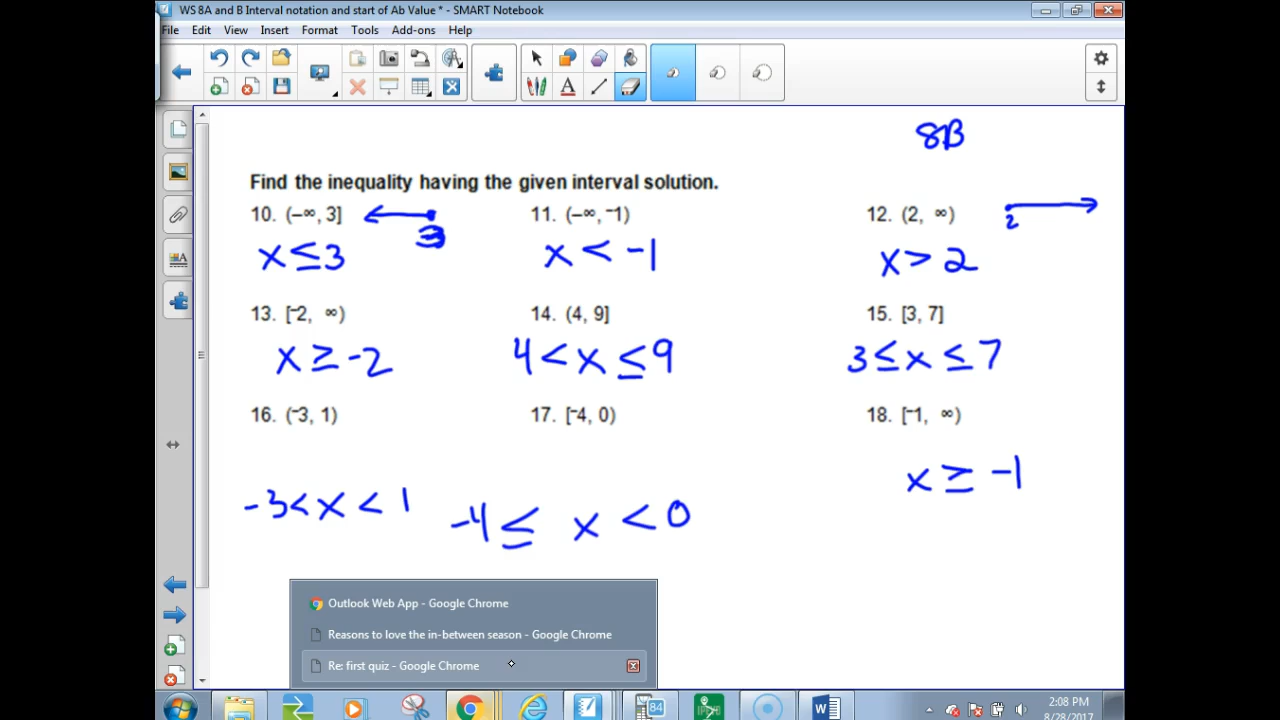 WS 8A and B Interval notation and start of Ab Value * - SMART Notebook
File Edit View Insert Format Tools Add-ons Help
8B
Find the inequality having the given interval solution.
10. (−∞, 3] 3 11. (−∞, ⁻1) 12. (2, ∞) 2
x ≤ 3 x < -1 x > 2
13. [⁻2, ∞) 14. (4, 9] 15. [3, 7]
x ≥ -2 4 < x ≤ 9 3 ≤ x ≤ 7
16. (⁻3, 1) 17. [⁻4, 0) 18. [⁻1, ∞)
x ≥ -1
-3 < x < 1 -4 ≤ x < 0
Outlook Web App - Google Chrome
Reasons to love the in-between season - Google Chrome
Re: first quiz - Google Chrome
84
W
2:08 PM
8/28/2017